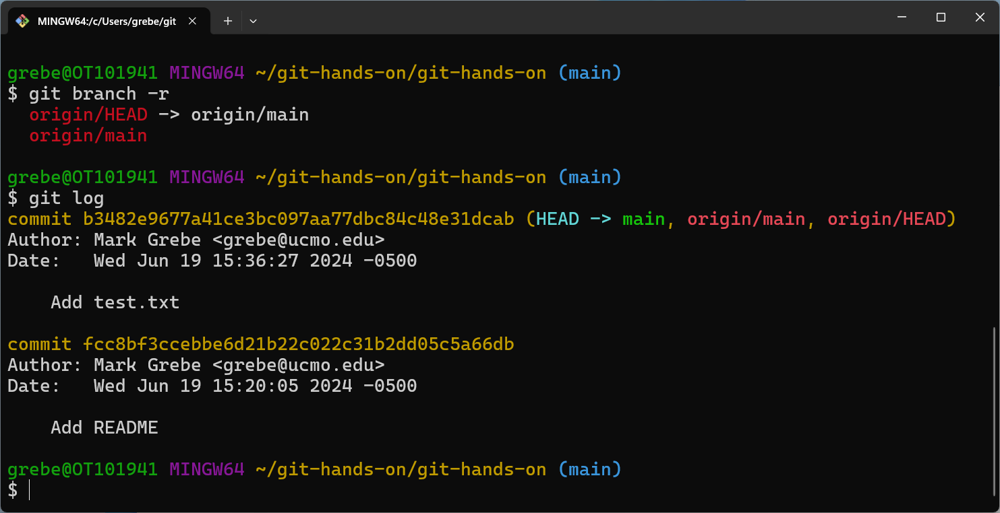 MINGW64:/c/Users/grebe/git
grebe@OT101941 MINGW64 ~/git-hands-on/git-hands-on (main)
$ git branch -r
  origin/HEAD -> origin/main
  origin/main
grebe@OT101941 MINGW64 ~/git-hands-on/git-hands-on (main)
$ git log
commit b3482e9677a41ce3bc097aa77dbc84c48e31dcab (HEAD -> main, origin/main, origin/HEAD)
Author: Mark Grebe <grebe@ucmo.edu>
Date:   Wed Jun 19 15:36:27 2024 -0500
    Add test.txt
commit fcc8bf3ccebbe6d21b22c022c31b2dd05c5a66db
Author: Mark Grebe <grebe@ucmo.edu>
Date:   Wed Jun 19 15:20:05 2024 -0500
    Add README
grebe@OT101941 MINGW64 ~/git-hands-on/git-hands-on (main)
$